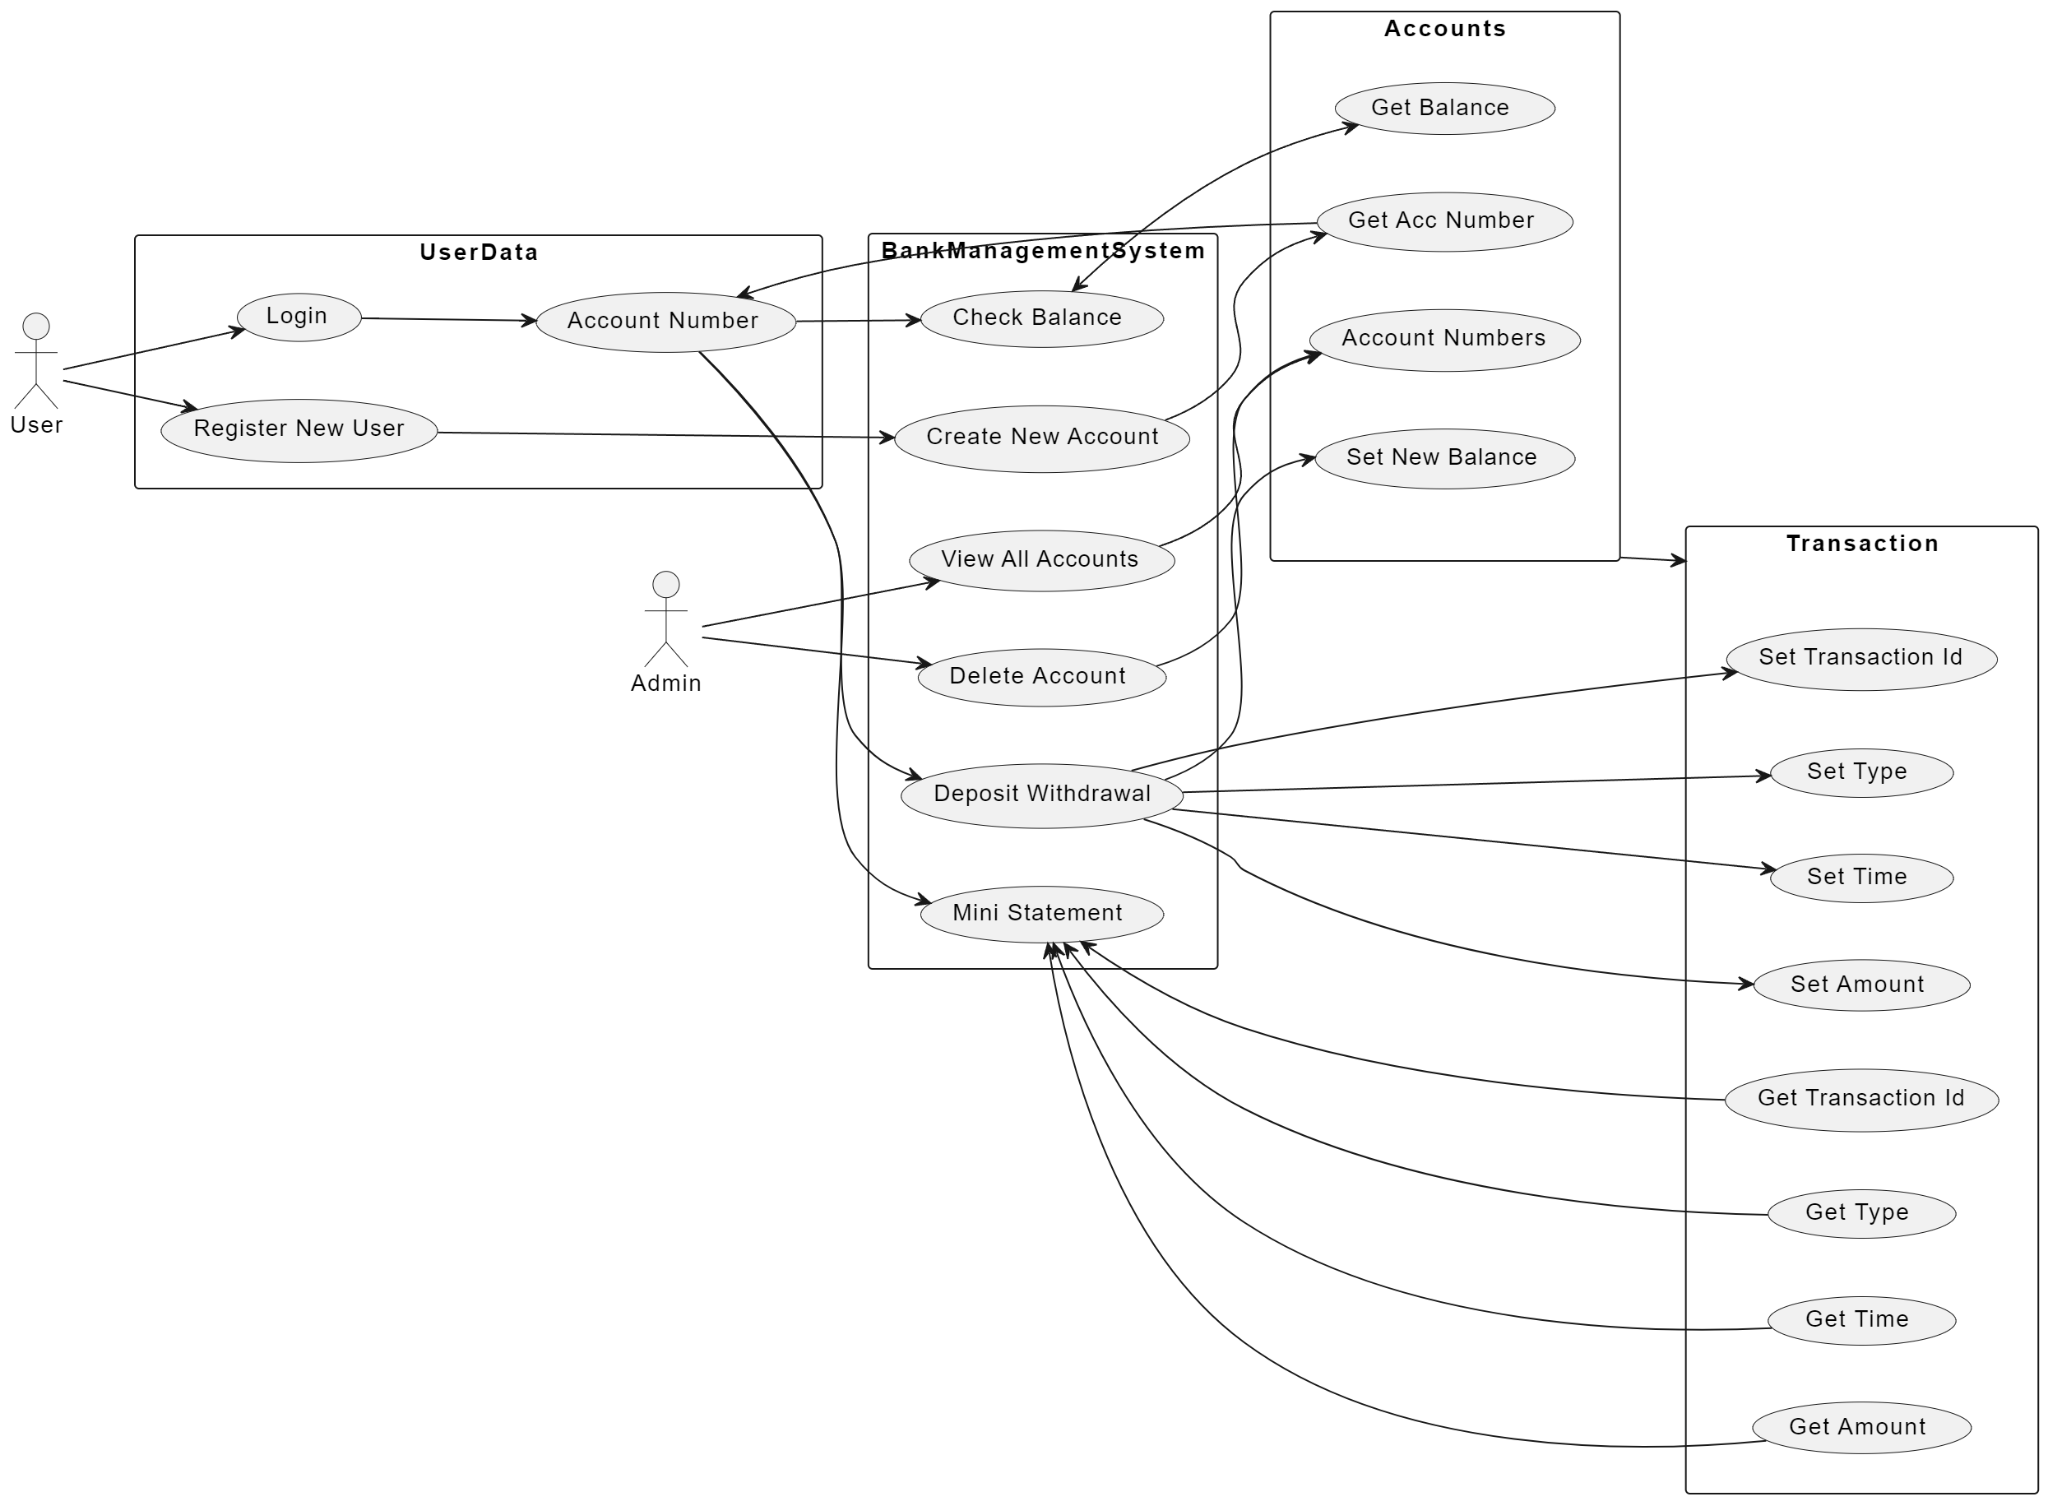 Accounts
Get Balance
Get Acc Number
Account Numbers
Set New Balance
UserData
Login
Account Number
Register New User
User
BankManagementSystem
Check Balance
Create New Account
View All Accounts
Delete Account
Deposit Withdrawal
Mini Statement
Admin
Transaction
Set Transaction Id
Set Type
Set Time
Set Amount
Get Transaction Id
Get Type
Get Time
Get Amount